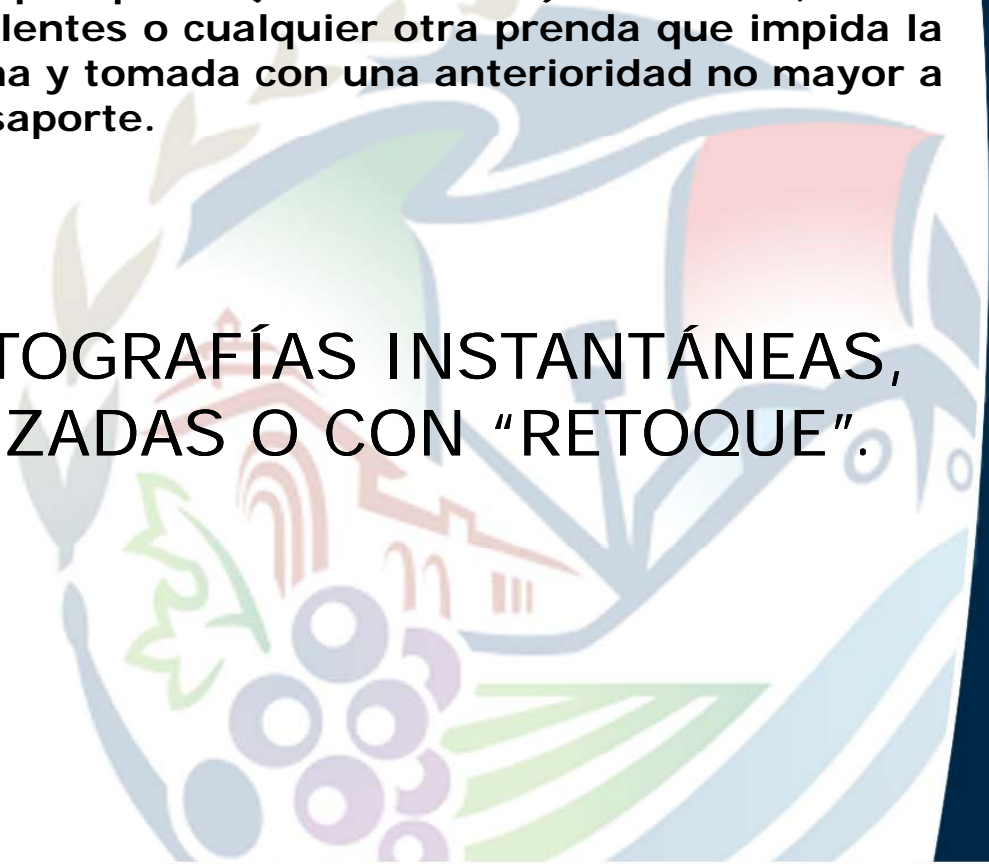 lentes o cualquier otra prenda que impida la
na y tomada con una anterioridad no mayor a
saporte.
TOGRAFÍAS INSTANTÁNEAS,
ZADAS O CON “RETOQUE”.